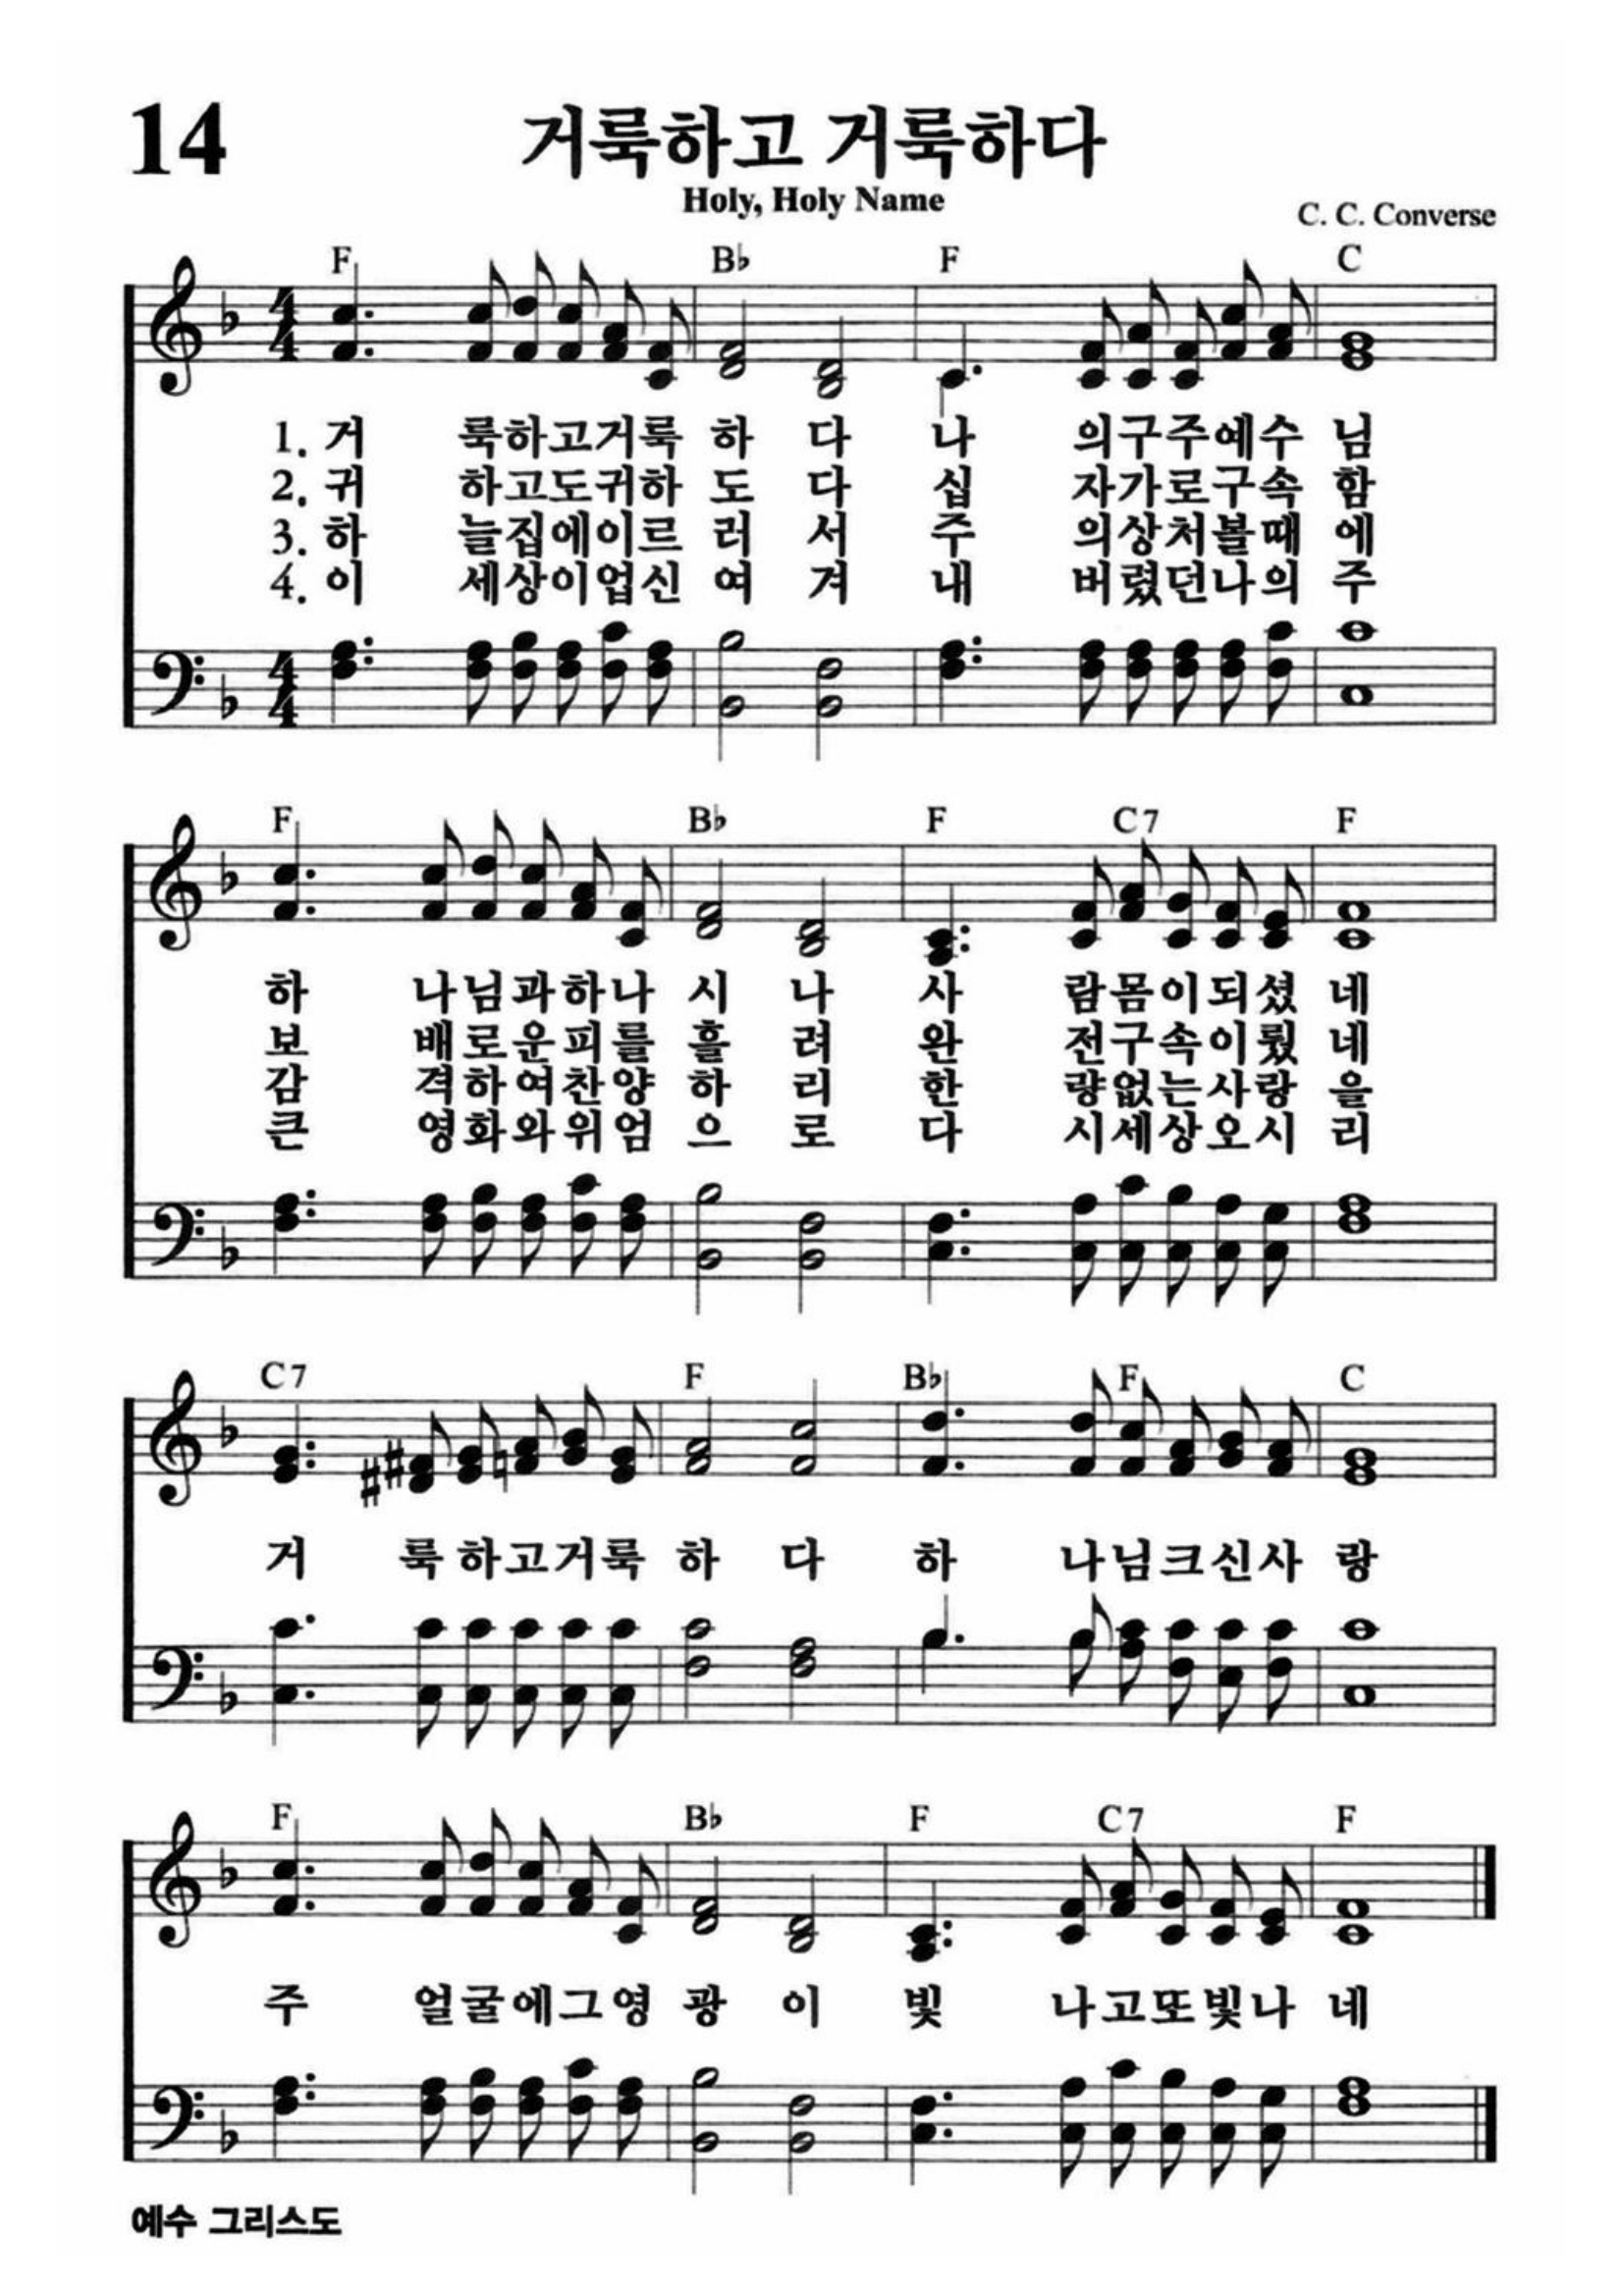 14
거룩하고 거룩하다
Holy, Holy Name
C. C. Converse
F B♭ F C
1. 거 룩하고거룩 하 다 나 의구주예수 님
2. 귀 하고도귀하 도 다 십 자가로구속 함
3. 하 늘집에이르 러 서 주 의상처볼때 에
4. 이 세상이업신 여 겨 내 버렸던나의 주
F B♭ F C7 F
하 나님과하나 시 나 사 람몸이되셨 네
보 배로운피를 흘 려 완 전구속이뤘 네
감 격하여찬양 하 리 한 량없는사랑 을
큰 영화와위엄 으 로 다 시세상오시 리
C7 F B♭ F C
거 룩하고거룩 하 다 하 나님크신사 랑
F B♭ F C7 F
주 얼굴에그영 광 이 빛 나고또빛나 네
예수 그리스도